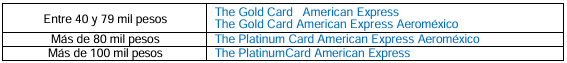 Entre 40 y 79 mil pesos
The Gold Card American Express
The Gold Card American Express Aeroméxico
Más de 80 mil pesos
The Platinum Card American Express Aeroméxico
Más de 100 mil pesos
The PlatinumCard American Express